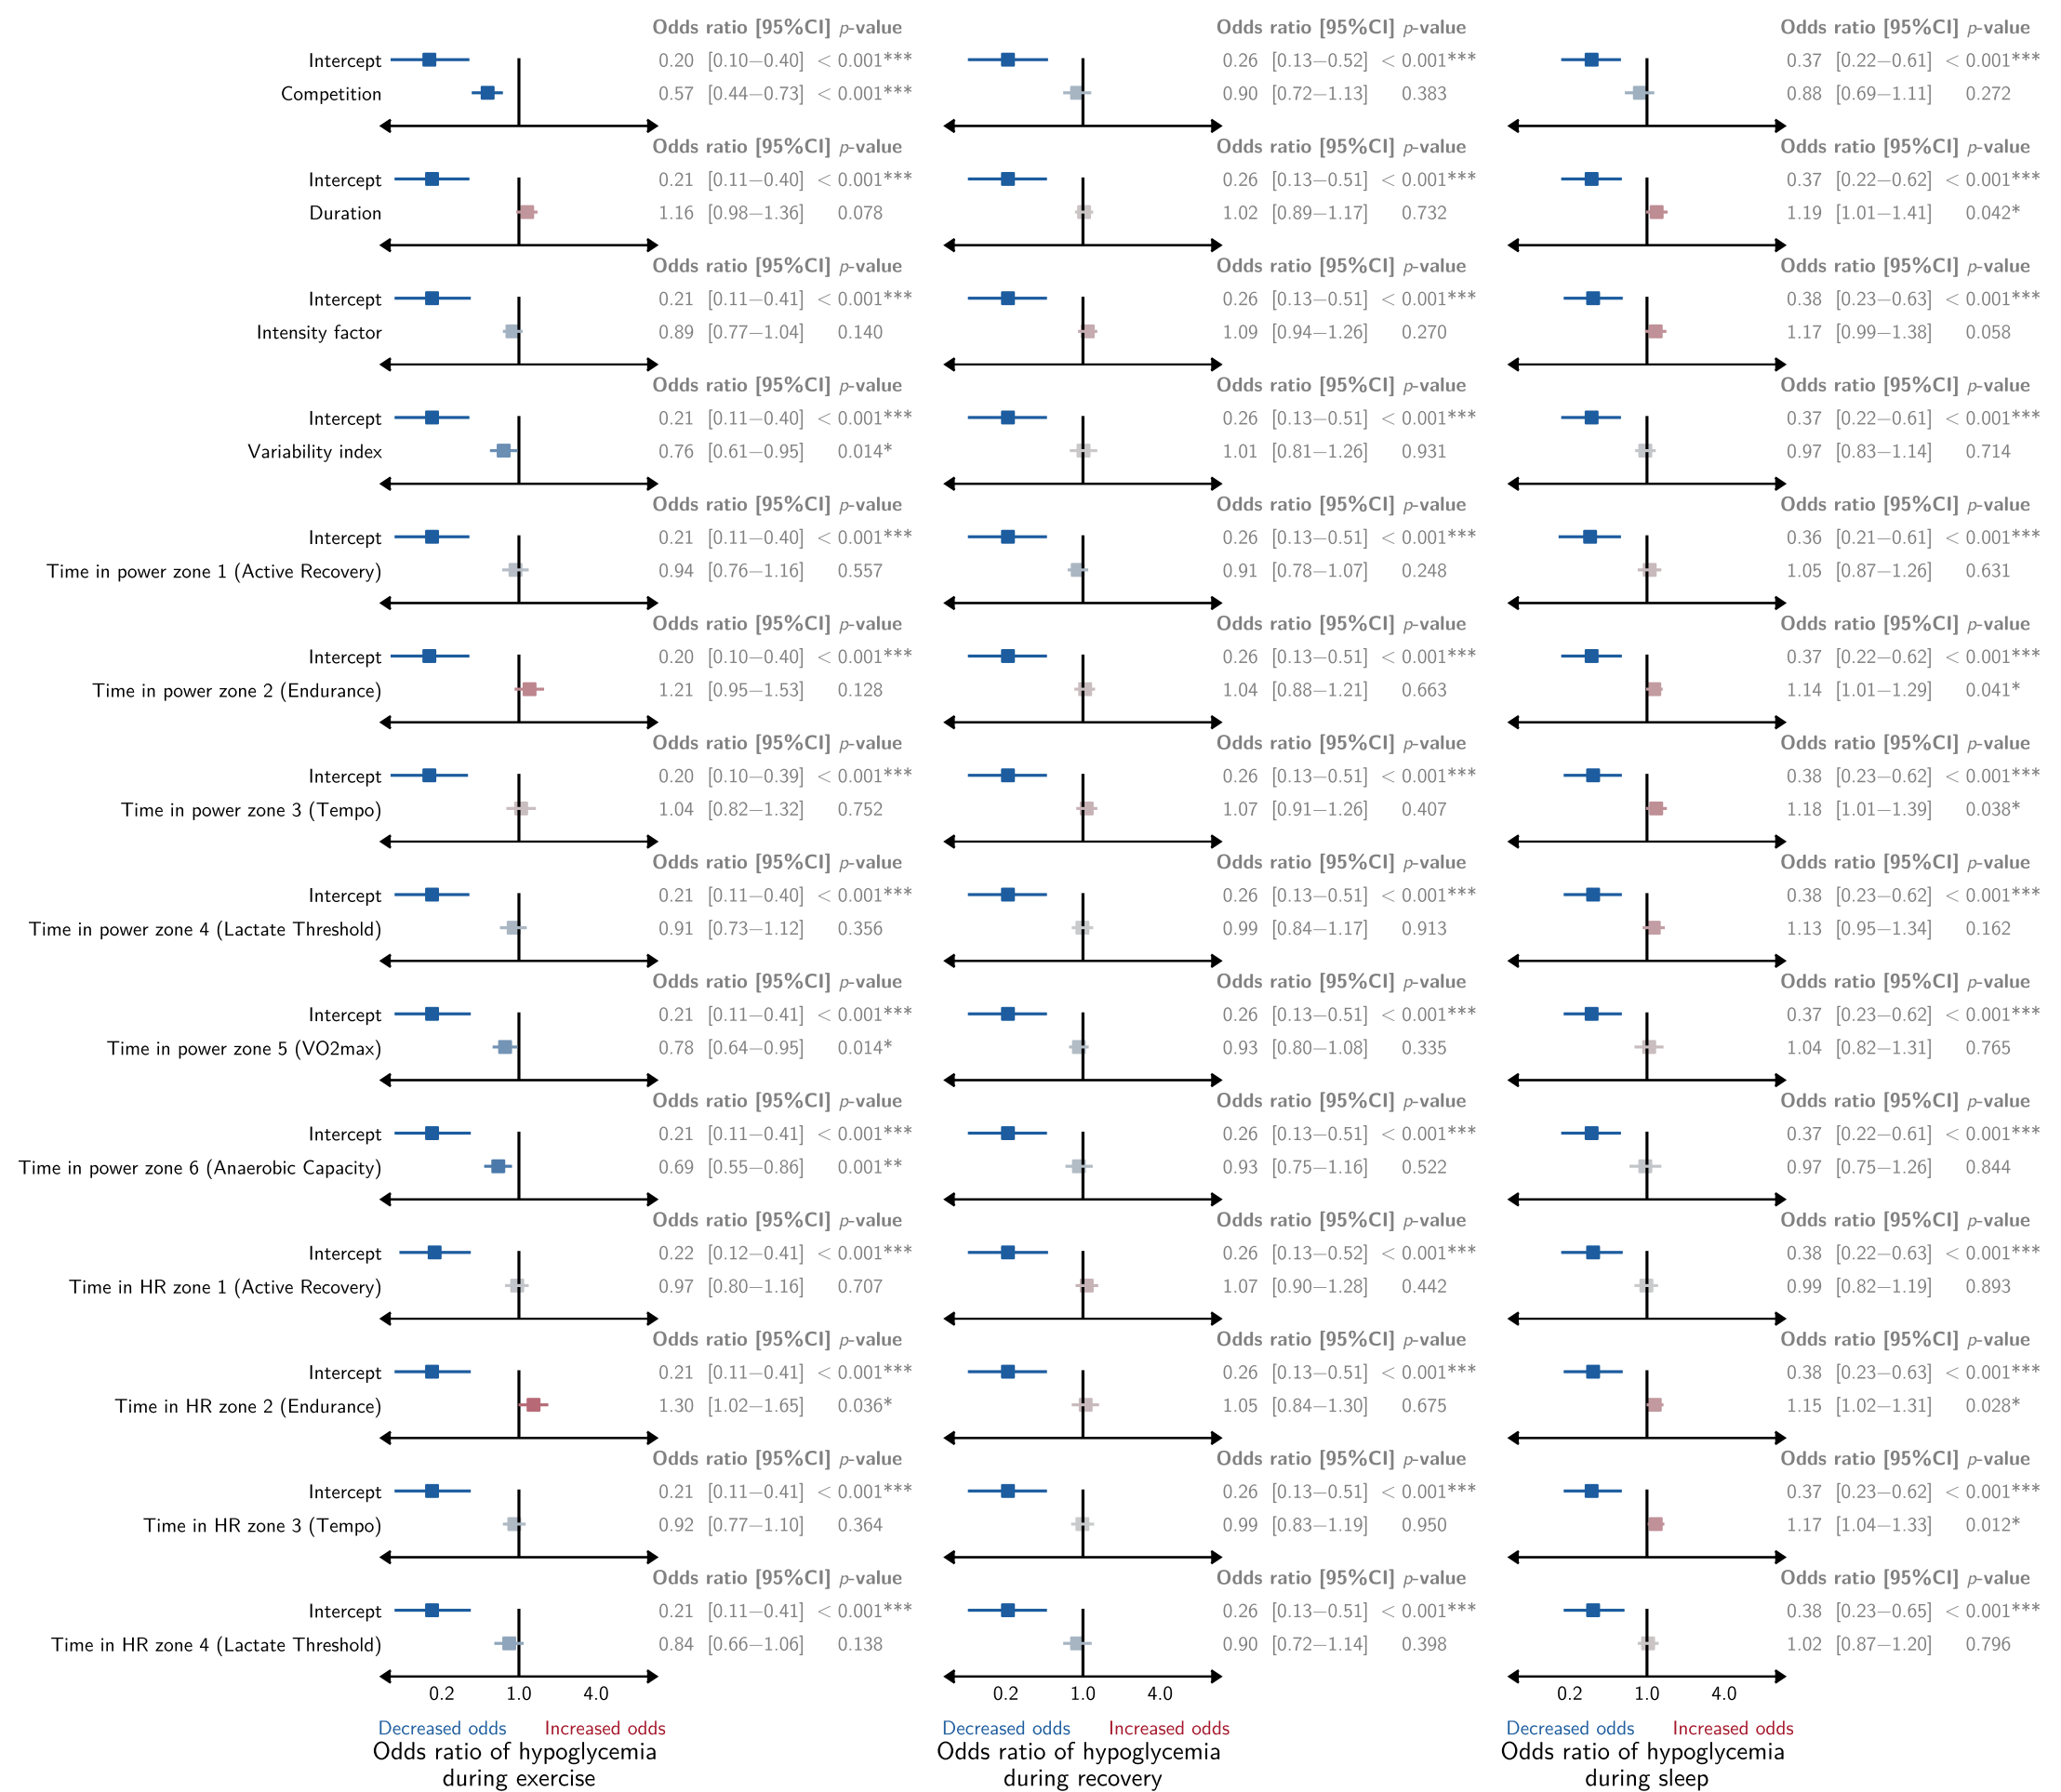 Odds ratio [95%CI] p-value Odds ratio [95%CI] p-value Odds ratio [95%CI] p-value
Intercept 0.20 [0.10−0.40] < 0.001*** 0.26 [0.13−0.52] < 0.001*** 0.37 [0.22−0.61] < 0.001***
Competition 0.57 [0.44−0.73] < 0.001*** 0.90 [0.72−1.13] 0.383 0.88 [0.69−1.11] 0.272
Odds ratio [95%CI] p-value Odds ratio [95%CI] p-value Odds ratio [95%CI] p-value
Intercept 0.21 [0.11−0.40] < 0.001*** 0.26 [0.13−0.51] < 0.001*** 0.37 [0.22−0.62] < 0.001***
Duration 1.16 [0.98−1.36] 0.078 1.02 [0.89−1.17] 0.732 1.19 [1.01−1.41] 0.042*
Odds ratio [95%CI] p-value Odds ratio [95%CI] p-value Odds ratio [95%CI] p-value
Intercept 0.21 [0.11−0.41] < 0.001*** 0.26 [0.13−0.51] < 0.001*** 0.38 [0.23−0.63] < 0.001***
Intensity factor 0.89 [0.77−1.04] 0.140 1.09 [0.94−1.26] 0.270 1.17 [0.99−1.38] 0.058
Odds ratio [95%CI] p-value Odds ratio [95%CI] p-value Odds ratio [95%CI] p-value
Intercept 0.21 [0.11−0.40] < 0.001*** 0.26 [0.13−0.51] < 0.001*** 0.37 [0.22−0.61] < 0.001***
Variability index 0.76 [0.61−0.95] 0.014* 1.01 [0.81−1.26] 0.931 0.97 [0.83−1.14] 0.714
Odds ratio [95%CI] p-value Odds ratio [95%CI] p-value Odds ratio [95%CI] p-value
Intercept 0.21 [0.11−0.40] < 0.001*** 0.26 [0.13−0.51] < 0.001*** 0.36 [0.21−0.61] < 0.001***
Time in power zone 1 (Active Recovery) 0.94 [0.76−1.16] 0.557 0.91 [0.78−1.07] 0.248 1.05 [0.87−1.26] 0.631
Odds ratio [95%CI] p-value Odds ratio [95%CI] p-value Odds ratio [95%CI] p-value
Intercept 0.20 [0.10−0.40] < 0.001*** 0.26 [0.13−0.51] < 0.001*** 0.37 [0.22−0.62] < 0.001***
Time in power zone 2 (Endurance) 1.21 [0.95−1.53] 0.128 1.04 [0.88−1.21] 0.663 1.14 [1.01−1.29] 0.041*
Odds ratio [95%CI] p-value Odds ratio [95%CI] p-value Odds ratio [95%CI] p-value
Intercept 0.20 [0.10−0.39] < 0.001*** 0.26 [0.13−0.51] < 0.001*** 0.38 [0.23−0.62] < 0.001***
Time in power zone 3 (Tempo) 1.04 [0.82−1.32] 0.752 1.07 [0.91−1.26] 0.407 1.18 [1.01−1.39] 0.038*
Odds ratio [95%CI] p-value Odds ratio [95%CI] p-value Odds ratio [95%CI] p-value
Intercept 0.21 [0.11−0.40] < 0.001*** 0.26 [0.13−0.51] < 0.001*** 0.38 [0.23−0.62] < 0.001***
Time in power zone 4 (Lactate Threshold) 0.91 [0.73−1.12] 0.356 0.99 [0.84−1.17] 0.913 1.13 [0.95−1.34] 0.162
Odds ratio [95%CI] p-value Odds ratio [95%CI] p-value Odds ratio [95%CI] p-value
Intercept 0.21 [0.11−0.41] < 0.001*** 0.26 [0.13−0.51] < 0.001*** 0.37 [0.23−0.62] < 0.001***
Time in power zone 5 (VO2max) 0.78 [0.64−0.95] 0.014* 0.93 [0.80−1.08] 0.335 1.04 [0.82−1.31] 0.765
Odds ratio [95%CI] p-value Odds ratio [95%CI] p-value Odds ratio [95%CI] p-value
Intercept 0.21 [0.11−0.41] < 0.001*** 0.26 [0.13−0.51] < 0.001*** 0.37 [0.22−0.61] < 0.001***
Time in power zone 6 (Anaerobic Capacity) 0.69 [0.55−0.86] 0.001** 0.93 [0.75−1.16] 0.522 0.97 [0.75−1.26] 0.844
Odds ratio [95%CI] p-value Odds ratio [95%CI] p-value Odds ratio [95%CI] p-value
Intercept 0.22 [0.12−0.41] < 0.001*** 0.26 [0.13−0.52] < 0.001*** 0.38 [0.22−0.63] < 0.001***
Time in HR zone 1 (Active Recovery) 0.97 [0.80−1.16] 0.707 1.07 [0.90−1.28] 0.442 0.99 [0.82−1.19] 0.893
Odds ratio [95%CI] p-value Odds ratio [95%CI] p-value Odds ratio [95%CI] p-value
Intercept 0.21 [0.11−0.41] < 0.001*** 0.26 [0.13−0.51] < 0.001*** 0.38 [0.23−0.63] < 0.001***
Time in HR zone 2 (Endurance) 1.30 [1.02−1.65] 0.036* 1.05 [0.84−1.30] 0.675 1.15 [1.02−1.31] 0.028*
Odds ratio [95%CI] p-value Odds ratio [95%CI] p-value Odds ratio [95%CI] p-value
Intercept 0.21 [0.11−0.41] < 0.001*** 0.26 [0.13−0.51] < 0.001*** 0.37 [0.23−0.62] < 0.001***
Time in HR zone 3 (Tempo) 0.92 [0.77−1.10] 0.364 0.99 [0.83−1.19] 0.950 1.17 [1.04−1.33] 0.012*
Odds ratio [95%CI] p-value Odds ratio [95%CI] p-value Odds ratio [95%CI] p-value
Intercept 0.21 [0.11−0.41] < 0.001*** 0.26 [0.13−0.51] < 0.001*** 0.38 [0.23−0.65] < 0.001***
Time in HR zone 4 (Lactate Threshold) 0.84 [0.66−1.06] 0.138 0.90 [0.72−1.14] 0.398 1.02 [0.87−1.20] 0.796
0.2 1.0 4.0 0.2 1.0 4.0 0.2 1.0 4.0
Decreased odds Increased odds Decreased odds Increased odds Decreased odds Increased odds
Odds ratio of hypoglycemia Odds ratio of hypoglycemia Odds ratio of hypoglycemia
during exercise during recovery during sleep